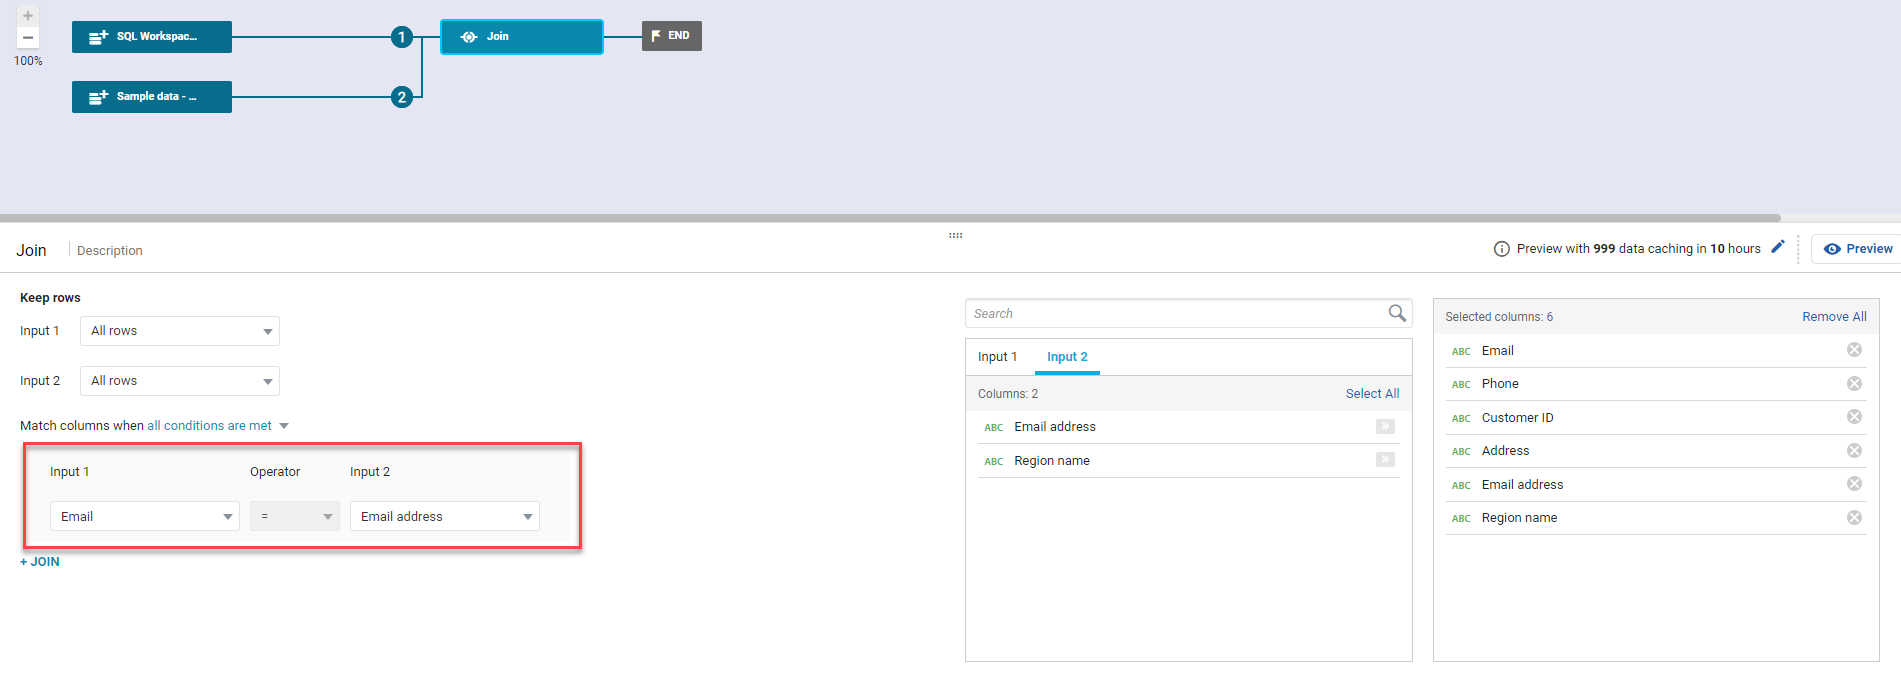 SQL Workspac...
1
Join
END
100%
Sample data - ...
2
Join
Description
Preview with 999 data caching in 10 hours
Preview
Keep rows
Input 1
All rows
Input 2
All rows
Match columns when all conditions are met
Input 1
Operator
Input 2
Email
=
Email address
+ JOIN
Search
Input 1
Input 2
Columns: 2
Select All
ABC Email address
ABC Region name
Selected columns: 6
Remove All
ABC Email
ABC Phone
ABC Customer ID
ABC Address
ABC Email address
ABC Region name